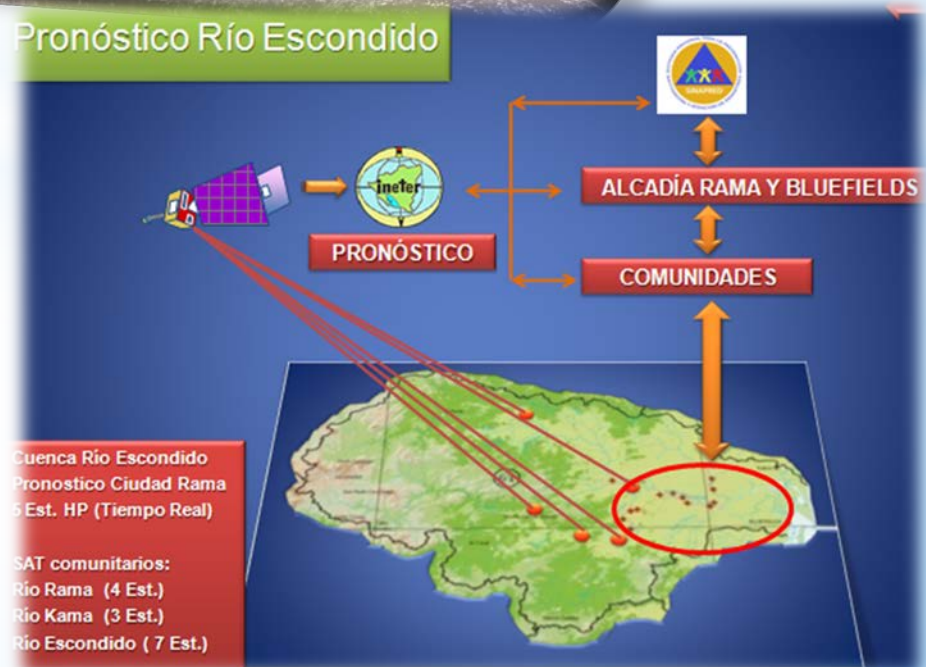 Pronóstico Río Escondido
SINAPRED
ineter
PRONÓSTICO
ALCADÍA RAMA Y BLUEFIELDS
COMUNIDADES
Cuenca Río Escondido
Pronostico Ciudad Rama
5 Est. HP (Tiempo Real)
SAT comunitarios:
Río Rama (4 Est.)
Río Kama (3 Est.)
Río Escondido ( 7 Est.)